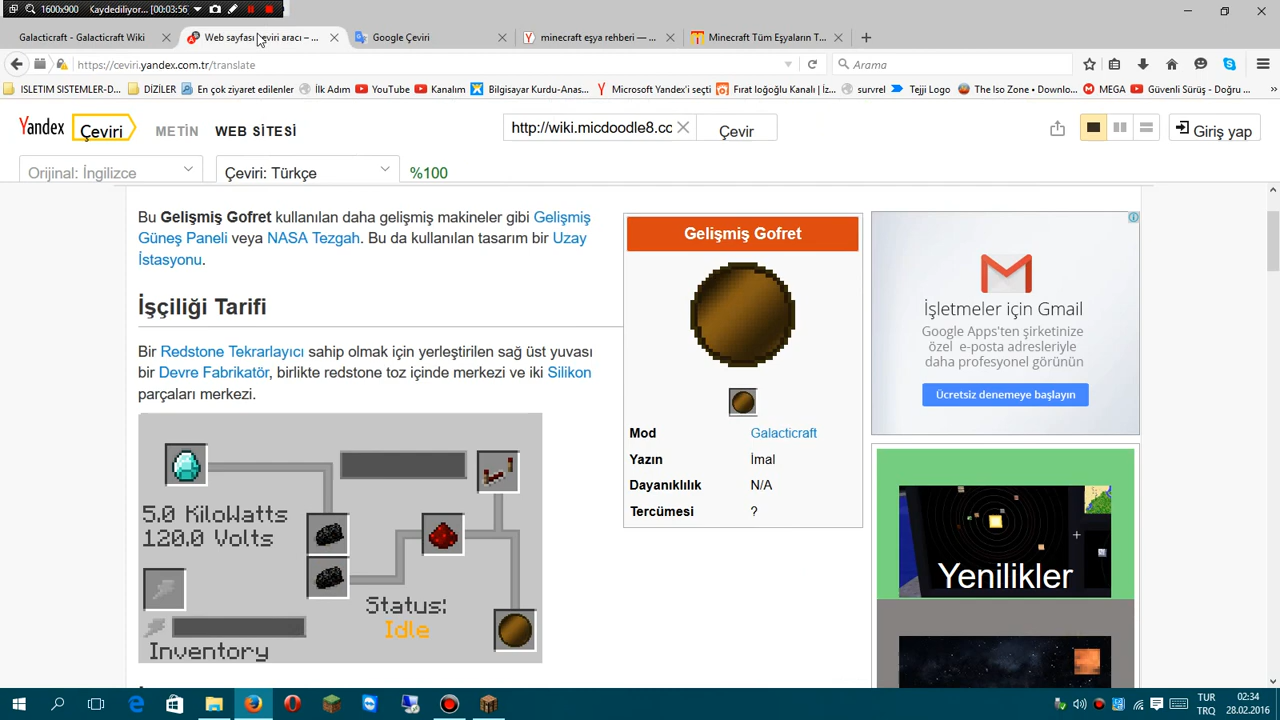 1600x900 Kaydediliyor... [00:03:56]
Galacticraft - Galacticraft Wiki
Web sayfası çeviri aracı – ...
Google Çeviri
minecraft eşya rehberi — ...
Minecraft Tüm Eşyaların T...
https://ceviri.yandex.com.tr/translate
Arama
ISLETIM SISTEMLER-D...
DİZİLER
En çok ziyaret edilenler
İlk Adım
YouTube
Kanalım
Bilgisayar Kurdu-Anas...
Microsoft Yandex'i seçti
Fırat loğoğlu Kanalı | İz...
survrel
Tejji Logo
The Iso Zone • Downlo...
MEGA
Güvenli Sürüş - Doğru ...
Yandex Çeviri
METİN
WEB SİTESİ
http://wiki.micdoodle8.cc
Çevir
Giriş yap
Orijinal: İngilizce
Çeviri: Türkçe
%100
Bu Gelişmiş Gofret kullanılan daha gelişmiş makineler gibi Gelişmiş
Güneş Paneli veya NASA Tezgah. Bu da kullanılan tasarım bir Uzay
İstasyonu.
İşçiliği Tarifi
Bir Redstone Tekrarlayıcı sahip olmak için yerleştirilen sağ üst yuvası
bir Devre Fabrikatör, birlikte redstone toz içinde merkezi ve iki Silikon
parçaları merkezi.
5.0 KiloWatts
120.0 Volts
Status:
Idle
Inventory
Gelişmiş Gofret
Mod Galacticraft
Yazın İmal
Dayanıklılık N/A
Tercümesi ?
İşletmeler için Gmail
Google Apps'ten şirketinize
özel e-posta adresleriyle
daha profesyonel görünün
Ücretsiz denemeye başlayın
Yenilikler
TUR
TRQ
02:34
28.02.2016